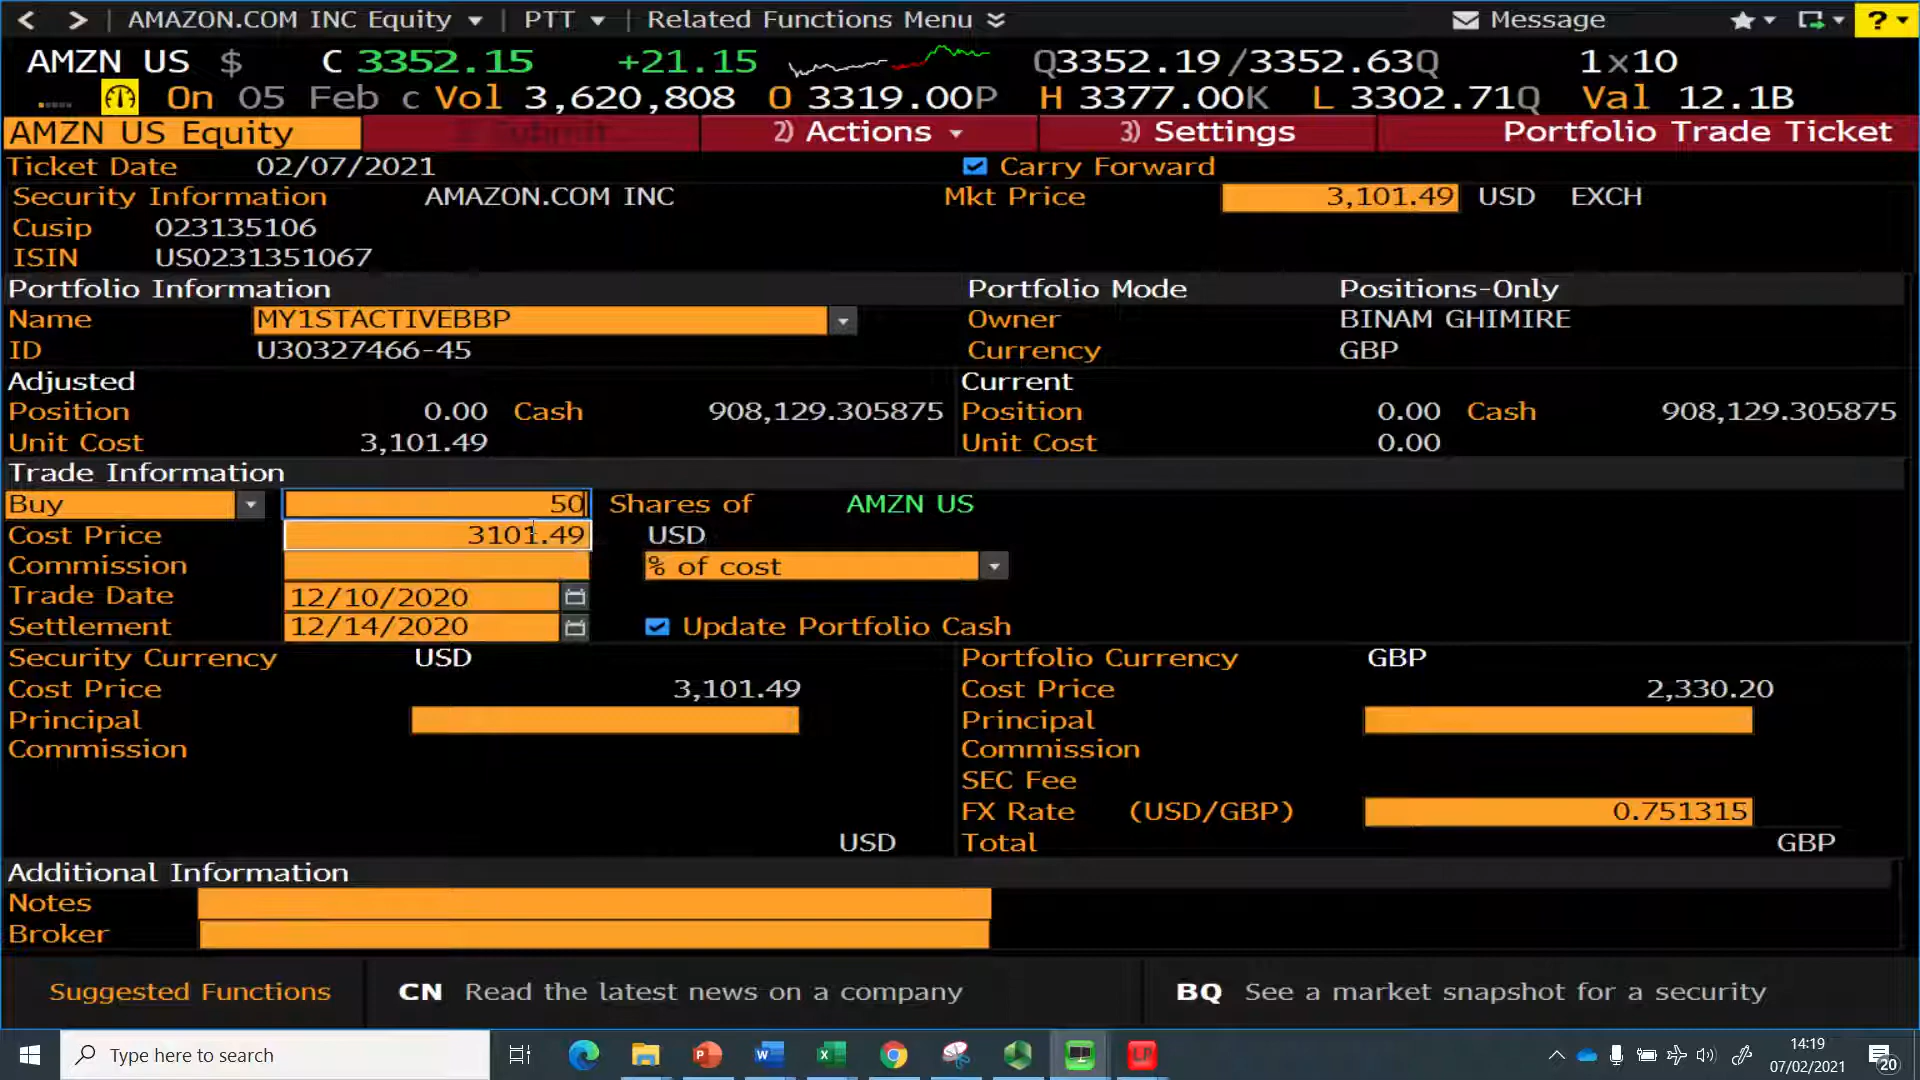 AMAZON.COM INC Equity | PTT | Related Functions Menu Message ?
AMZN US $ C 3352.15 +21.15 Q3352.19/3352.63Q 1x10
On 05 Feb c Vol 3,620,808 O 3319.00P H 3377.00K L 3302.71Q Val 12.1B
AMZN US Equity 2) Actions 3) Settings Portfolio Trade Ticket
Ticket Date 02/07/2021 Carry Forward
Security Information AMAZON.COM INC Mkt Price 3,101.49 USD EXCH
Cusip 023135106
ISIN US0231351067
Portfolio Information Portfolio Mode Positions-Only
Name MY1STACTIVEBBP Owner BINAM GHIMIRE
ID U30327466-45 Currency GBP
Adjusted Current
Position 0.00 Cash 908,129.305875 Position 0.00 Cash 908,129.305875
Unit Cost 3,101.49 Unit Cost 0.00
Trade Information
Buy 50 Shares of AMZN US
Cost Price 3101.49 USD
Commission % of cost
Trade Date 12/10/2020
Settlement 12/14/2020 Update Portfolio Cash
Security Currency USD Portfolio Currency GBP
Cost Price 3,101.49 Cost Price 2,330.20
Principal Principal
Commission Commission
SEC Fee
FX Rate (USD/GBP) 0.751315
USD Total GBP
Additional Information
Notes
Broker
Suggested Functions CN Read the latest news on a company BQ See a market snapshot for a security
Type here to search 14:19
07/02/2021 20